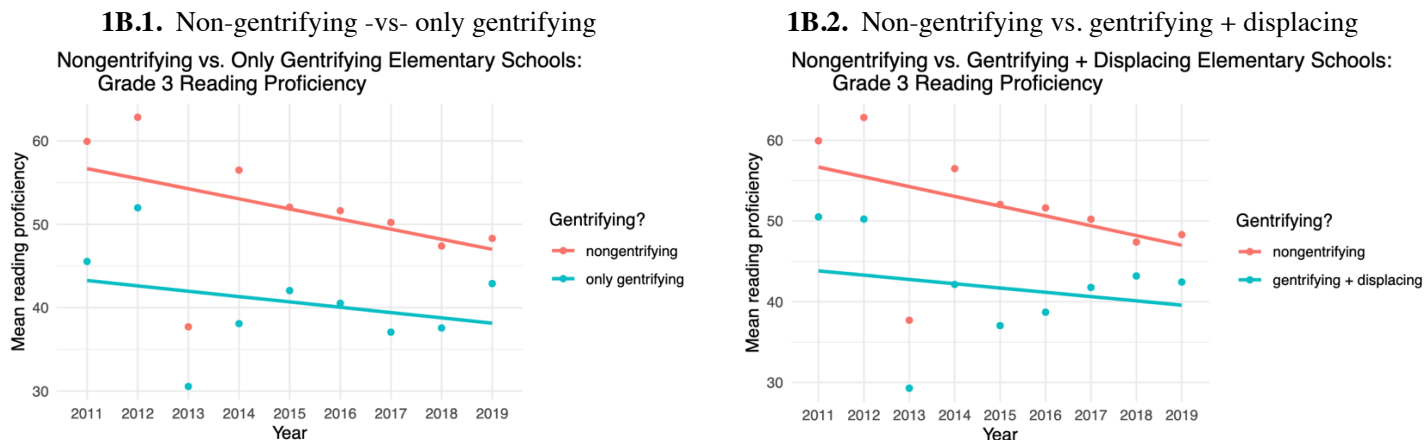 1B.1. Non-gentrifying -vs- only gentrifying
Nongentrifying vs. Only Gentrifying Elementary Schools:
Grade 3 Reading Proficiency
Mean reading proficiency
60
50
40
30
2011 2012 2013 2014 2015 2016 2017 2018 2019
Year
Gentrifying?
nongentrifying
only gentrifying
1B.2. Non-gentrifying vs. gentrifying + displacing
Nongentrifying vs. Gentrifying + Displacing Elementary Schools:
Grade 3 Reading Proficiency
Mean reading proficiency
60
50
40
30
2011 2012 2013 2014 2015 2016 2017 2018 2019
Year
Gentrifying?
nongentrifying
gentrifying + displacing